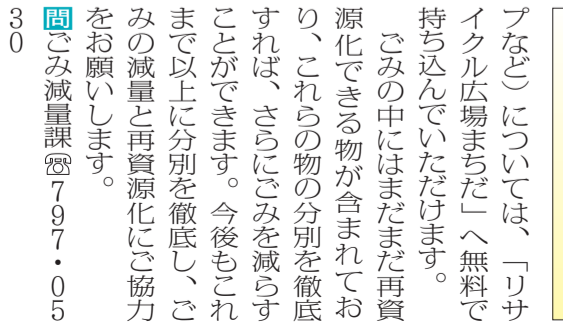 プなど）については、「リサ
イクル広場まちだ」へ無料で
持ち込んでいただけます。
　ごみの中にはまだまだ再資
源化できる物が含まれてお
り、これらの物の分別を徹底
すれば、さらにごみを減らす
ことができます。今後もこれ
まで以上に分別を徹底し、ご
みの減量と再資源化にご協力
をお願いします。
問ごみ減量課☎797・05
30